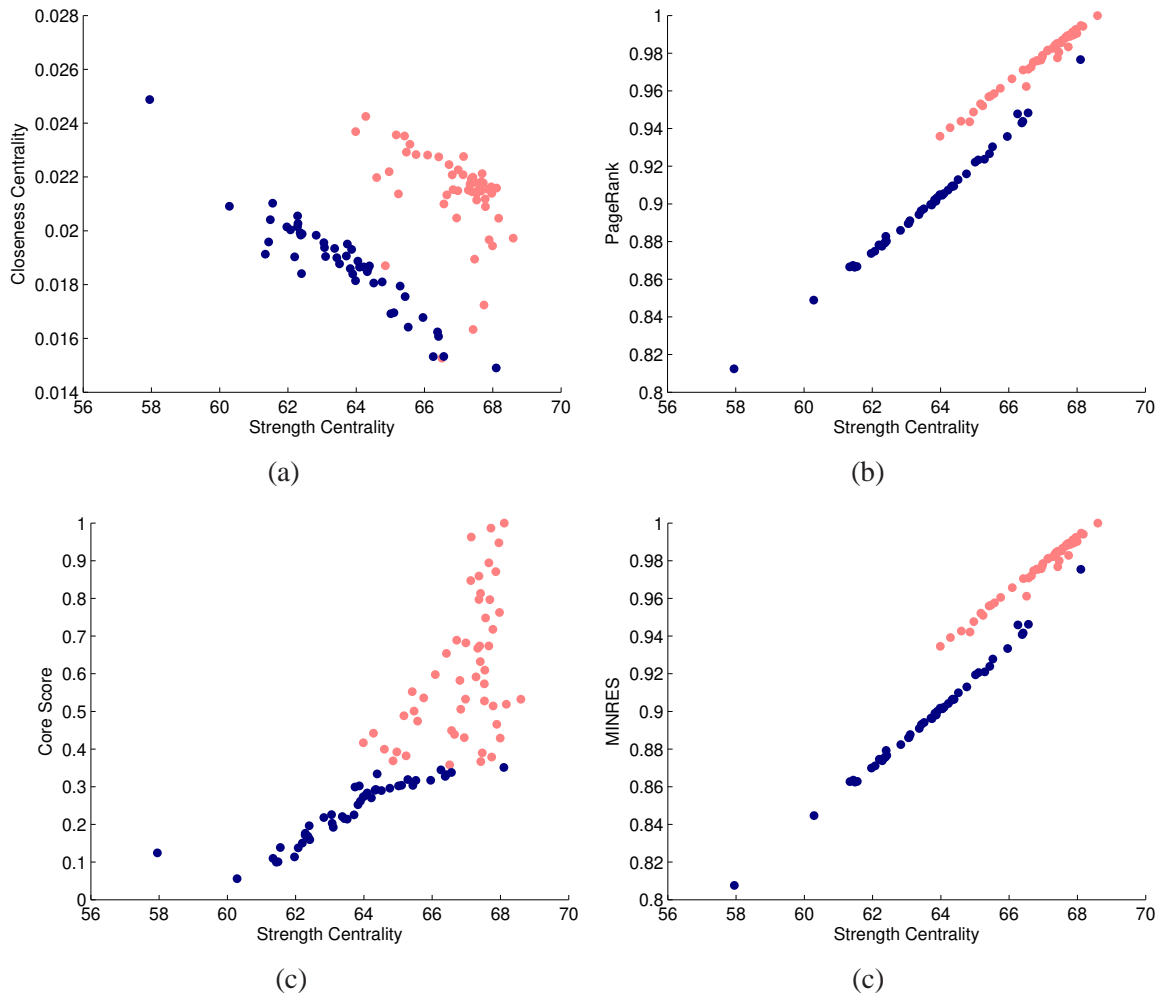 0.028
0.026
0.024
0.022
0.02
0.018
0.016
0.014
Closeness Centrality
56 58 60 62 64 66 68 70
Strength Centrality
(a)
1
0.98
0.96
0.94
0.92
0.9
0.88
0.86
0.84
0.82
0.8
PageRank
56 58 60 62 64 66 68 70
Strength Centrality
(b)
1
0.9
0.8
0.7
0.6
0.5
0.4
0.3
0.2
0.1
0
Core Score
56 58 60 62 64 66 68 70
Strength Centrality
(c)
1
0.98
0.96
0.94
0.92
0.9
0.88
0.86
0.84
0.82
0.8
MINRES
56 58 60 62 64 66 68 70
Strength Centrality
(c)